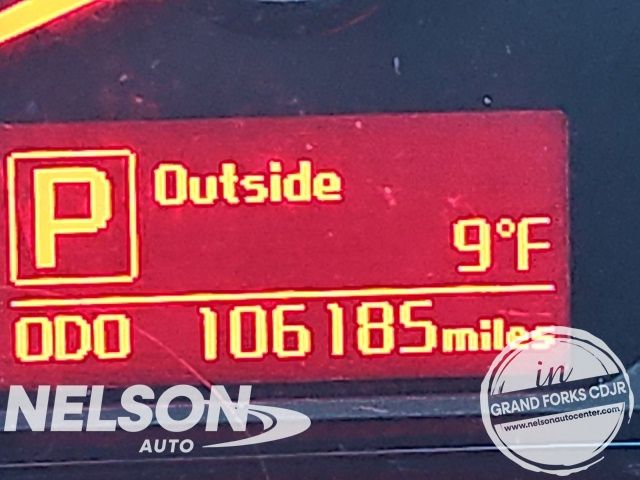 P
Outside
9°F
ODO 106185miles
NELSON
AUTO
in
GRAND FORKS CDJR
www.nelsonautocenter.com